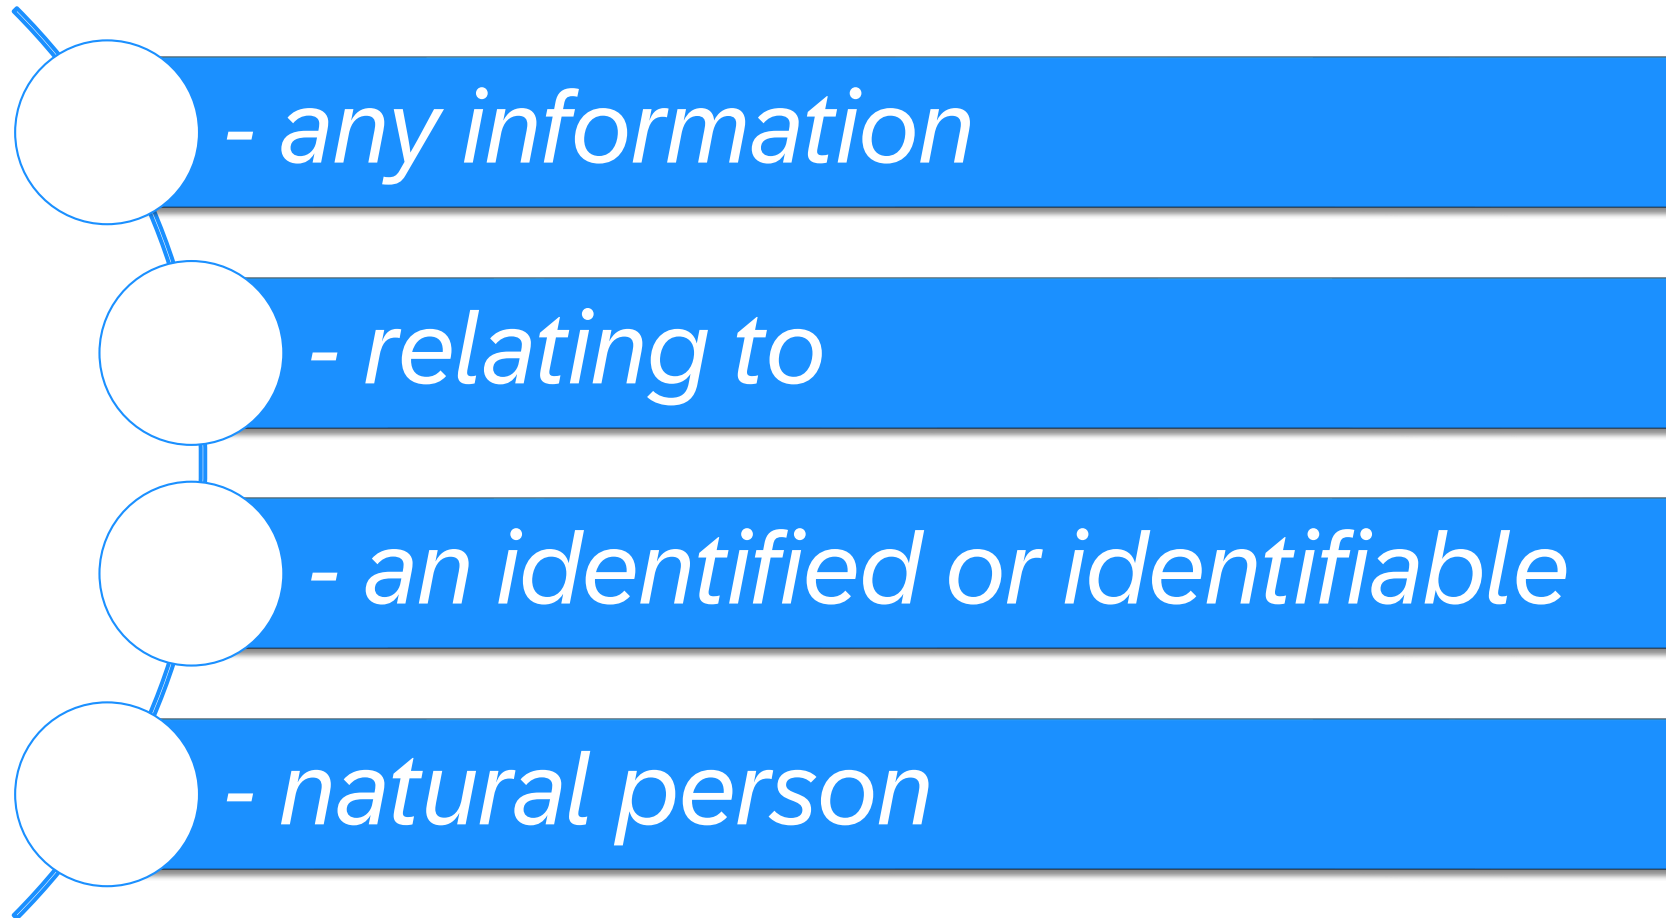 - any information
- relating to
- an identified or identifiable
- natural person